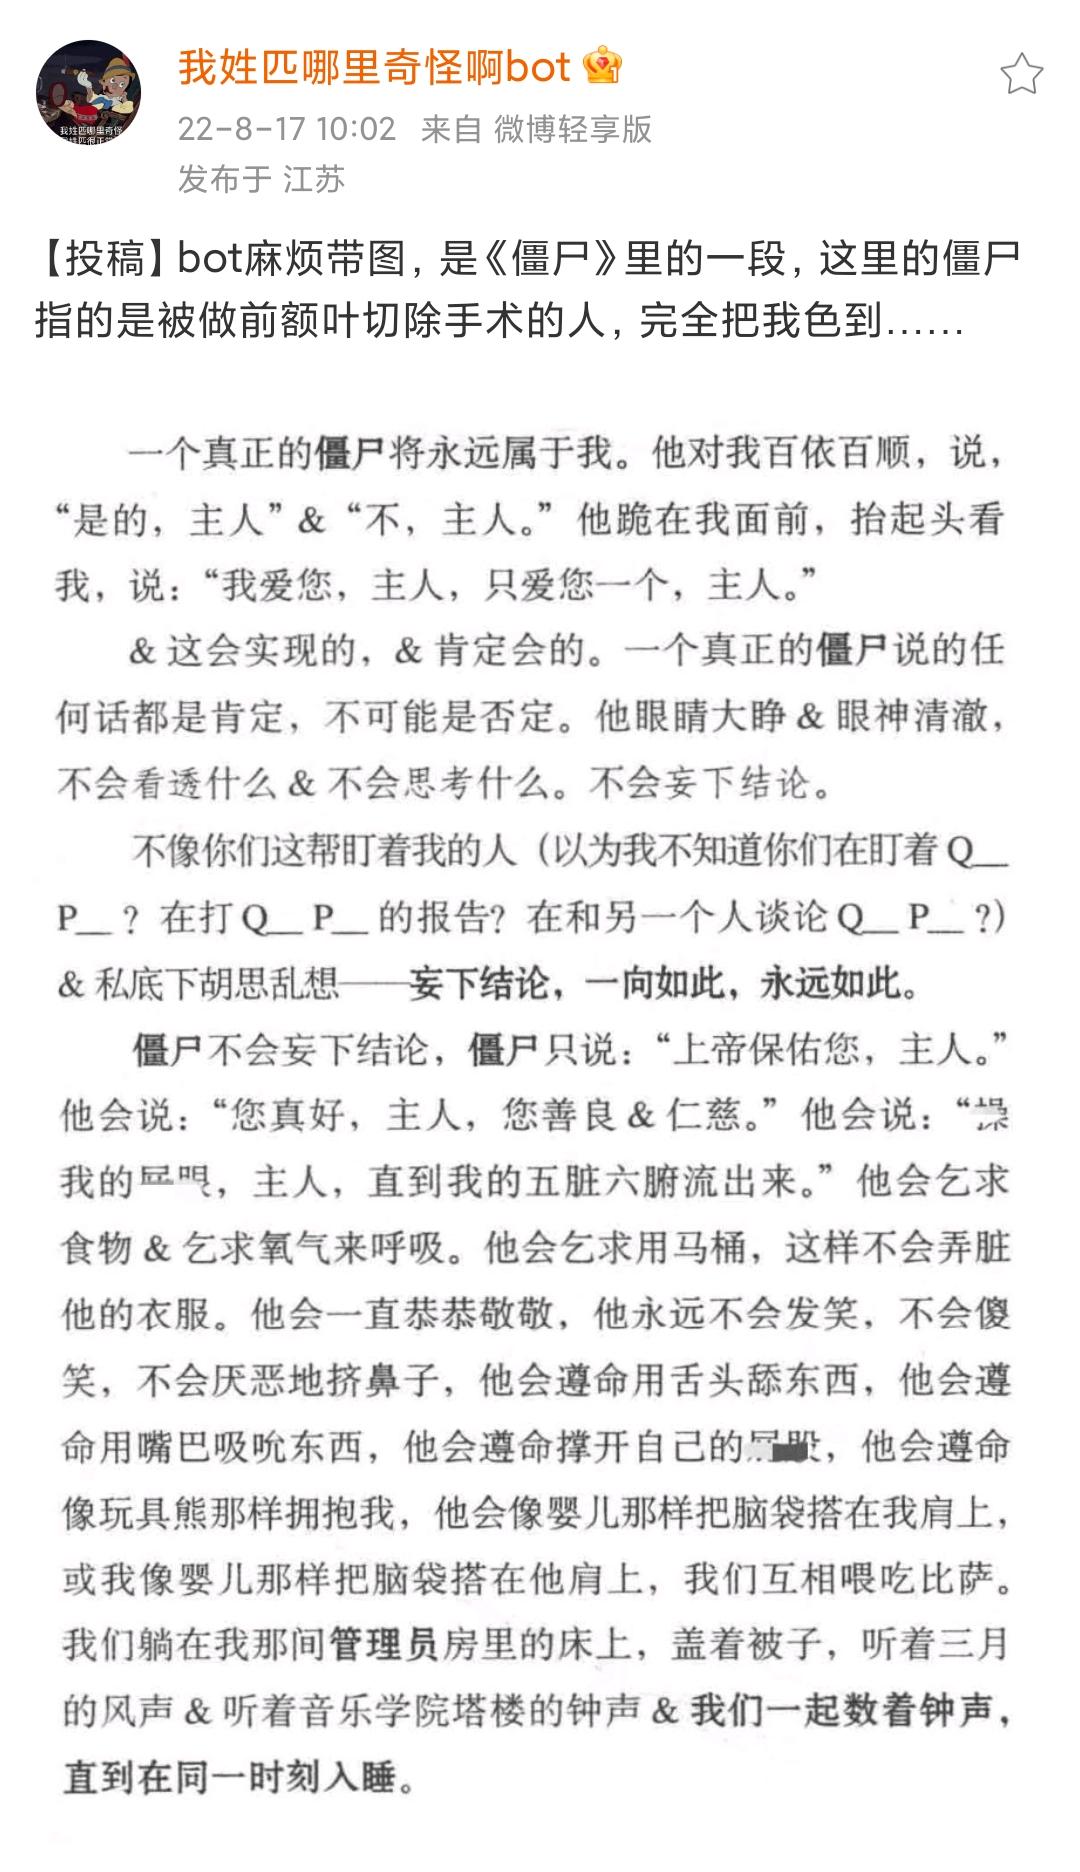 我姓匹哪里奇怪啊bot
22-8-17 10:02 来自 微博轻享版
发布于 江苏
【投稿】bot麻烦带图，是《僵尸》里的一段，这里的僵尸
指的是被做前额叶切除手术的人，完全把我色到……
一个真正的僵尸将永远属于我。他对我百依百顺，说，
“是的，主人”&“不，主人。”他跪在我面前，抬起头看
我，说：“我爱您，主人，只爱您一个，主人。”
&这会实现的，&肯定会的。一个真正的僵尸说的任
何话都是肯定，不可能是否定。他眼睛大睁&眼神清澈，
不会看透什么&不会思考什么。不会妄下结论。
不像你们这帮盯着我的人（以为我不知道你们在盯着Q__
P__？在打Q__ P__的报告？在和另一个人谈论Q__ P__?）
&私底下胡思乱想——妄下结论，一向如此，永远如此。
僵尸不会妄下结论，僵尸只说：“上帝保佑您，主人。”
他会说：“您真好，主人，您善良&仁慈。”他会说：“
我的，主人，直到我的五脏六腑流出来。”他会乞求
食物&乞求氧气来呼吸。他会乞求用马桶，这样不会弄脏
他的衣服。他会一直恭恭敬敬，他永远不会发笑，不会傻
笑，不会厌恶地挤鼻子，他会遵命用舌头舔东西，他会遵
命用嘴巴吸吮东西，他会遵命撑开自己的，他会遵命
像玩具熊那样拥抱我，他会像婴儿那样把脑袋搭在我肩上，
或我像婴儿那样把脑袋搭在他肩上，我们互相喂吃比萨。
我们躺在我那间管理员房里的床上，盖着被子，听着三月
的风声&听着音乐学院塔楼的钟声&我们一起数着钟声，
直到在同一时刻入睡。